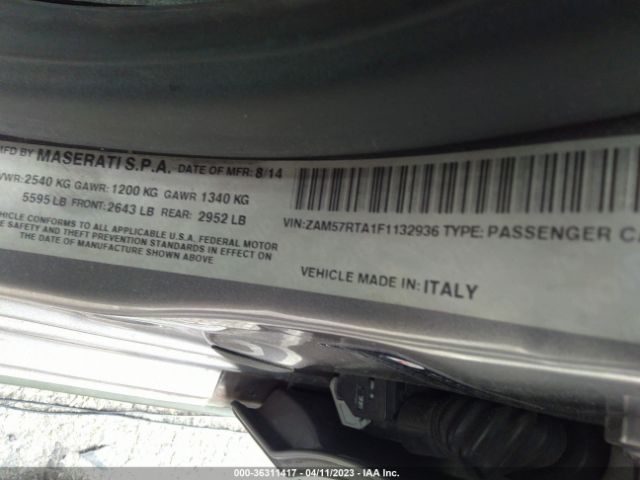 MFD BY MASERATI S.P.A. DATE OF MFR: 8/14
VWR:2540 KG GAWR: 1200 KG GAWR 1340 KG
5595 LB FRONT: 2643 LB REAR: 2952 LB
HICLE CONFORMS TO ALL APPLICABLE U.S. FEDERAL MOTOR
E SAFETY AND THEFT PREVENTION STANDARDS IN EFFECT ON
DATE OF MANUFACTURE SHOWN ABOVE
VIN:ZAM57RTA1F1132936 TYPE: PASSENGER CA
VEHICLE MADE IN: ITALY
000-36311417 - 04/11/2023 - IAA Inc.